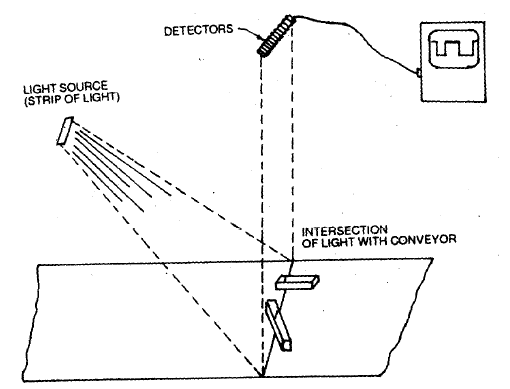 DETECTORS
LIGHT SOURCE
(STRIP OF LIGHT)
INTERSECTION
OF LIGHT WITH CONVEYOR